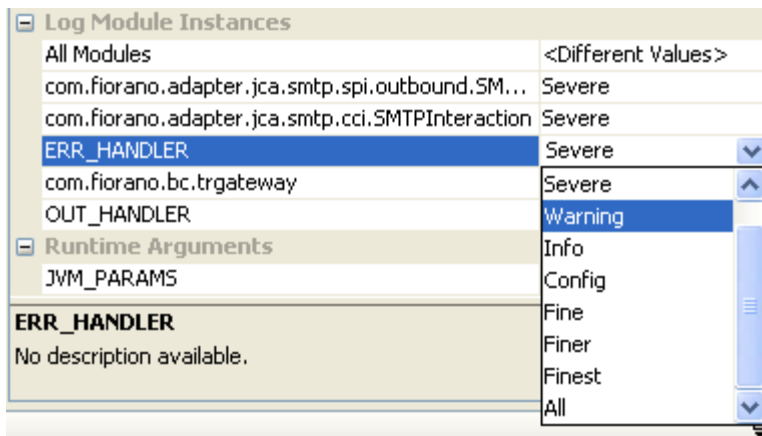 Log Module Instances
All Modules <Different Values>
com.fiorano.adapter.jca.smtp.spi.outbound.SM... Severe
com.fiorano.adapter.jca.smtp.cci.SMTPInteraction Severe
ERR_HANDLER Severe
com.fiorano.bc.trgateway Severe
OUT_HANDLER Warning
Runtime Arguments Info
JVM_PARAMS Config
ERR_HANDLER Fine
No description available. Finer
Finest
All